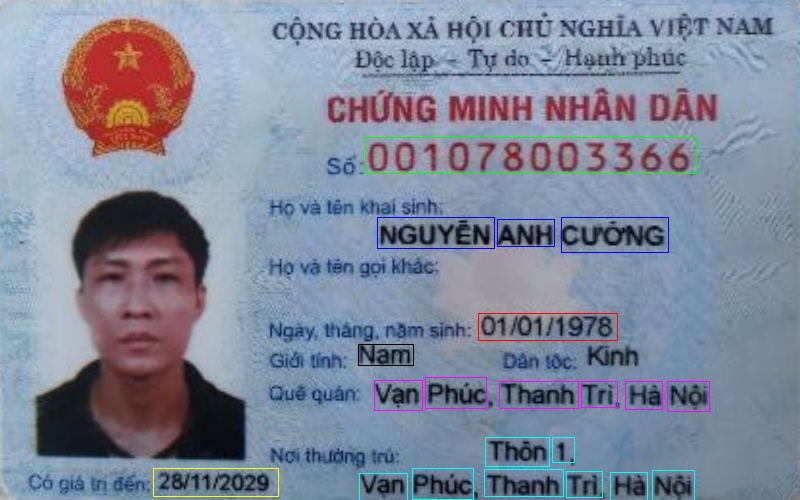 CỘNG HÒA XÃ HỘI CHỦ NGHĨA VIỆT NAM
Độc lập - Tự do - Hạnh phúc
CHỨNG MINH NHÂN DÂN
Số: 001078003366
Họ và tên khai sinh:
NGUYỄN ANH CƯỜNG
Họ và tên gọi khác:
Ngày, tháng, năm sinh: 01/01/1978
Giới tính: Nam Dân tộc: Kinh
Quê quán: Vạn Phúc, Thanh Trì, Hà Nội
Nơi thường trú: Thôn 1,
Có giá trị đến: 28/11/2029 Vạn Phúc, Thanh Trì, Hà Nội